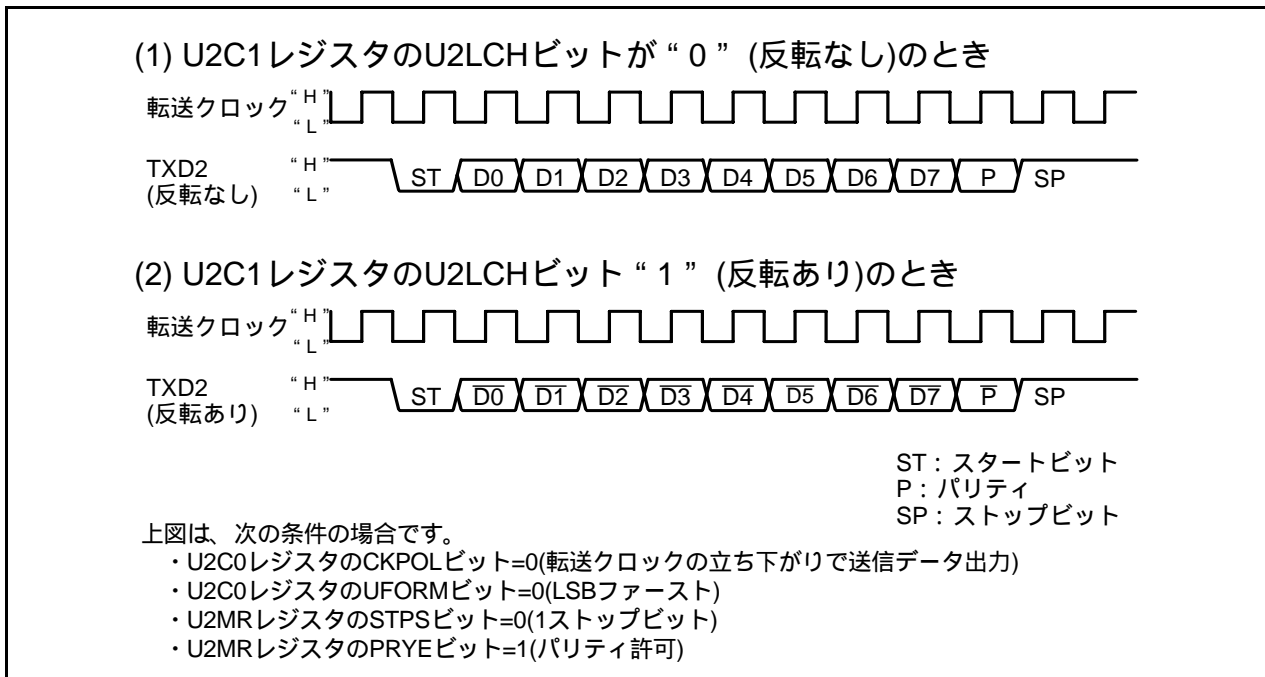 (1) U2C1レジスタのU2LCHビットが“0”(反転なし)のとき
転送クロック “H”
“L”
TXD2 “H”
(反転なし) “L”
ST D0 D1 D2 D3 D4 D5 D6 D7 P SP
(2) U2C1レジスタのU2LCHビット“1”(反転あり)のとき
転送クロック “H”
“L”
TXD2 “H”
(反転あり) “L”
ST D̅0̅ D̅1̅ D̅2̅ D̅3̅ D̅4̅ D̅5̅ D̅6̅ D̅7̅ P̅ SP
ST:スタートビット
P:パリティ
SP:ストップビット
上図は、次の条件の場合です。
・U2C0レジスタのCKPOLビット=0(転送クロックの立ち下がりで送信データ出力)
・U2C0レジスタのUFORMビット=0(LSBファースト)
・U2MRレジスタのSTPSビット=0(1ストップビット)
・U2MRレジスタのPRYEビット=1(パリティ許可)